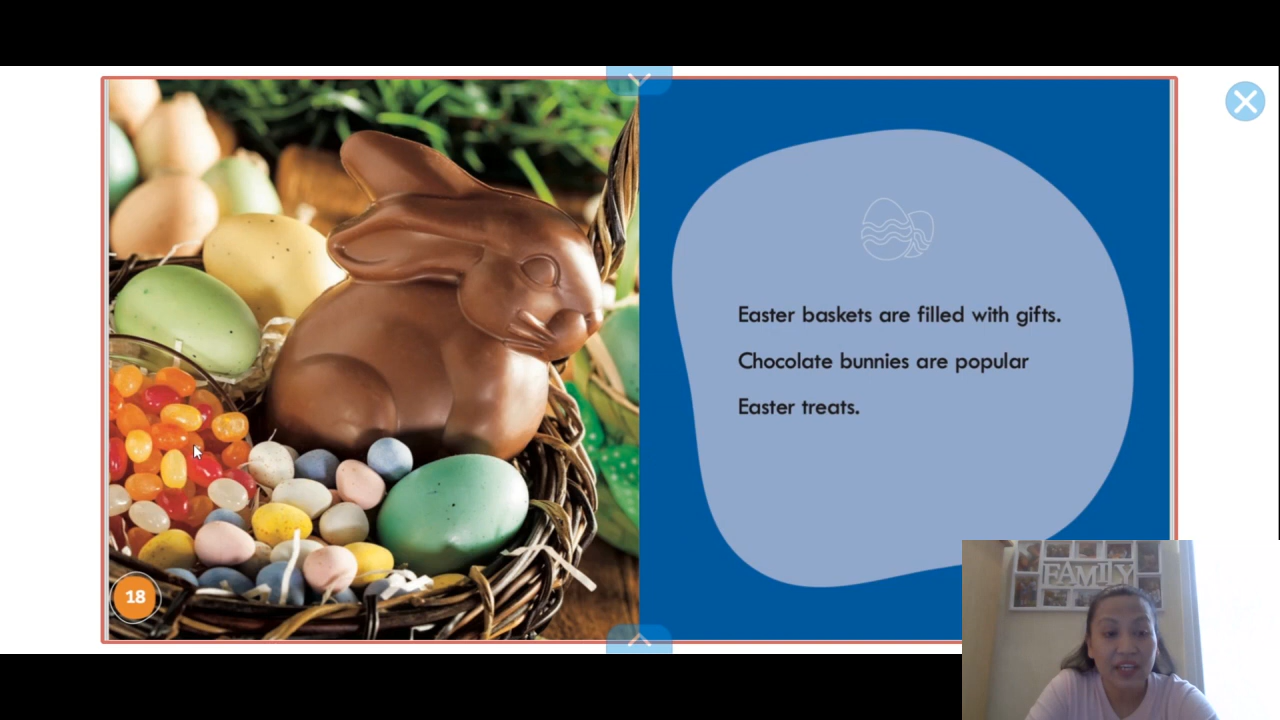 Easter baskets are filled with gifts.
Chocolate bunnies are popular
Easter treats.
18
FAMILY